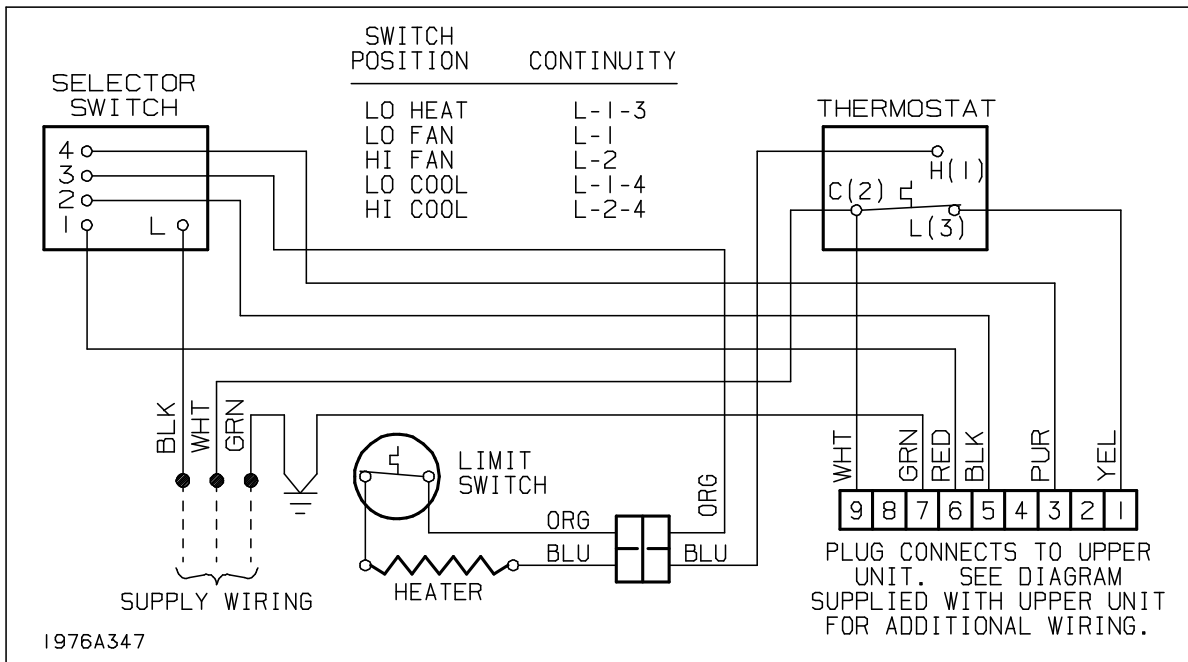 SWITCH POSITION CONTINUITY
LO HEAT L-1-3
LO FAN L-1
HI FAN L-2
LO COOL L-1-4
HI COOL L-2-4
SELECTOR
SWITCH
4
3
2
1 L
THERMOSTAT
H(1)
C(2)
L(3)
BLK
WHT
GRN
SUPPLY WIRING
LIMIT
SWITCH
ORG
BLU
HEATER
ORG
BLU
WHT
GRN
RED
BLK
PUR
YEL
9 8 7 6 5 4 3 2 1
PLUG CONNECTS TO UPPER
UNIT. SEE DIAGRAM
SUPPLIED WITH UPPER UNIT
FOR ADDITIONAL WIRING.
1976A347